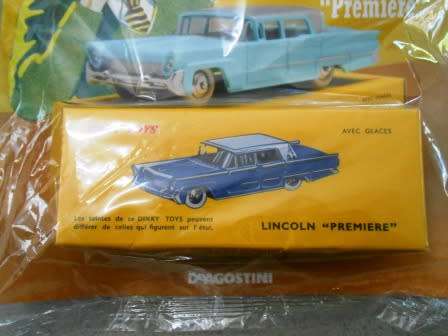 "Première"
TOYS
AVEC GLACES
Les teintes de ce DINKY TOYS peuvent
différer de celles qui figurent sur l'étui.
LINCOLN "PREMIERE"
DEAGOSTINI